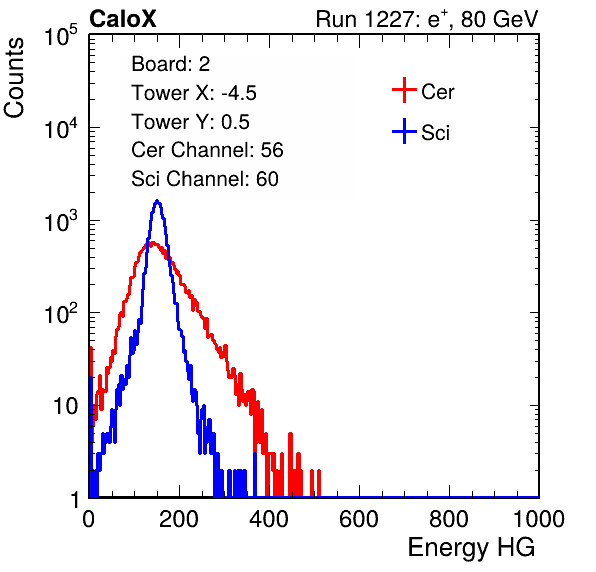 CaloX Run 1227: e⁺, 80 GeV
Counts
10⁵
10⁴
10³
10²
10
1
Board: 2
Tower X: -4.5
Tower Y: 0.5
Cer Channel: 56
Sci Channel: 60
Cer
Sci
0 200 400 600 800 1000
Energy HG